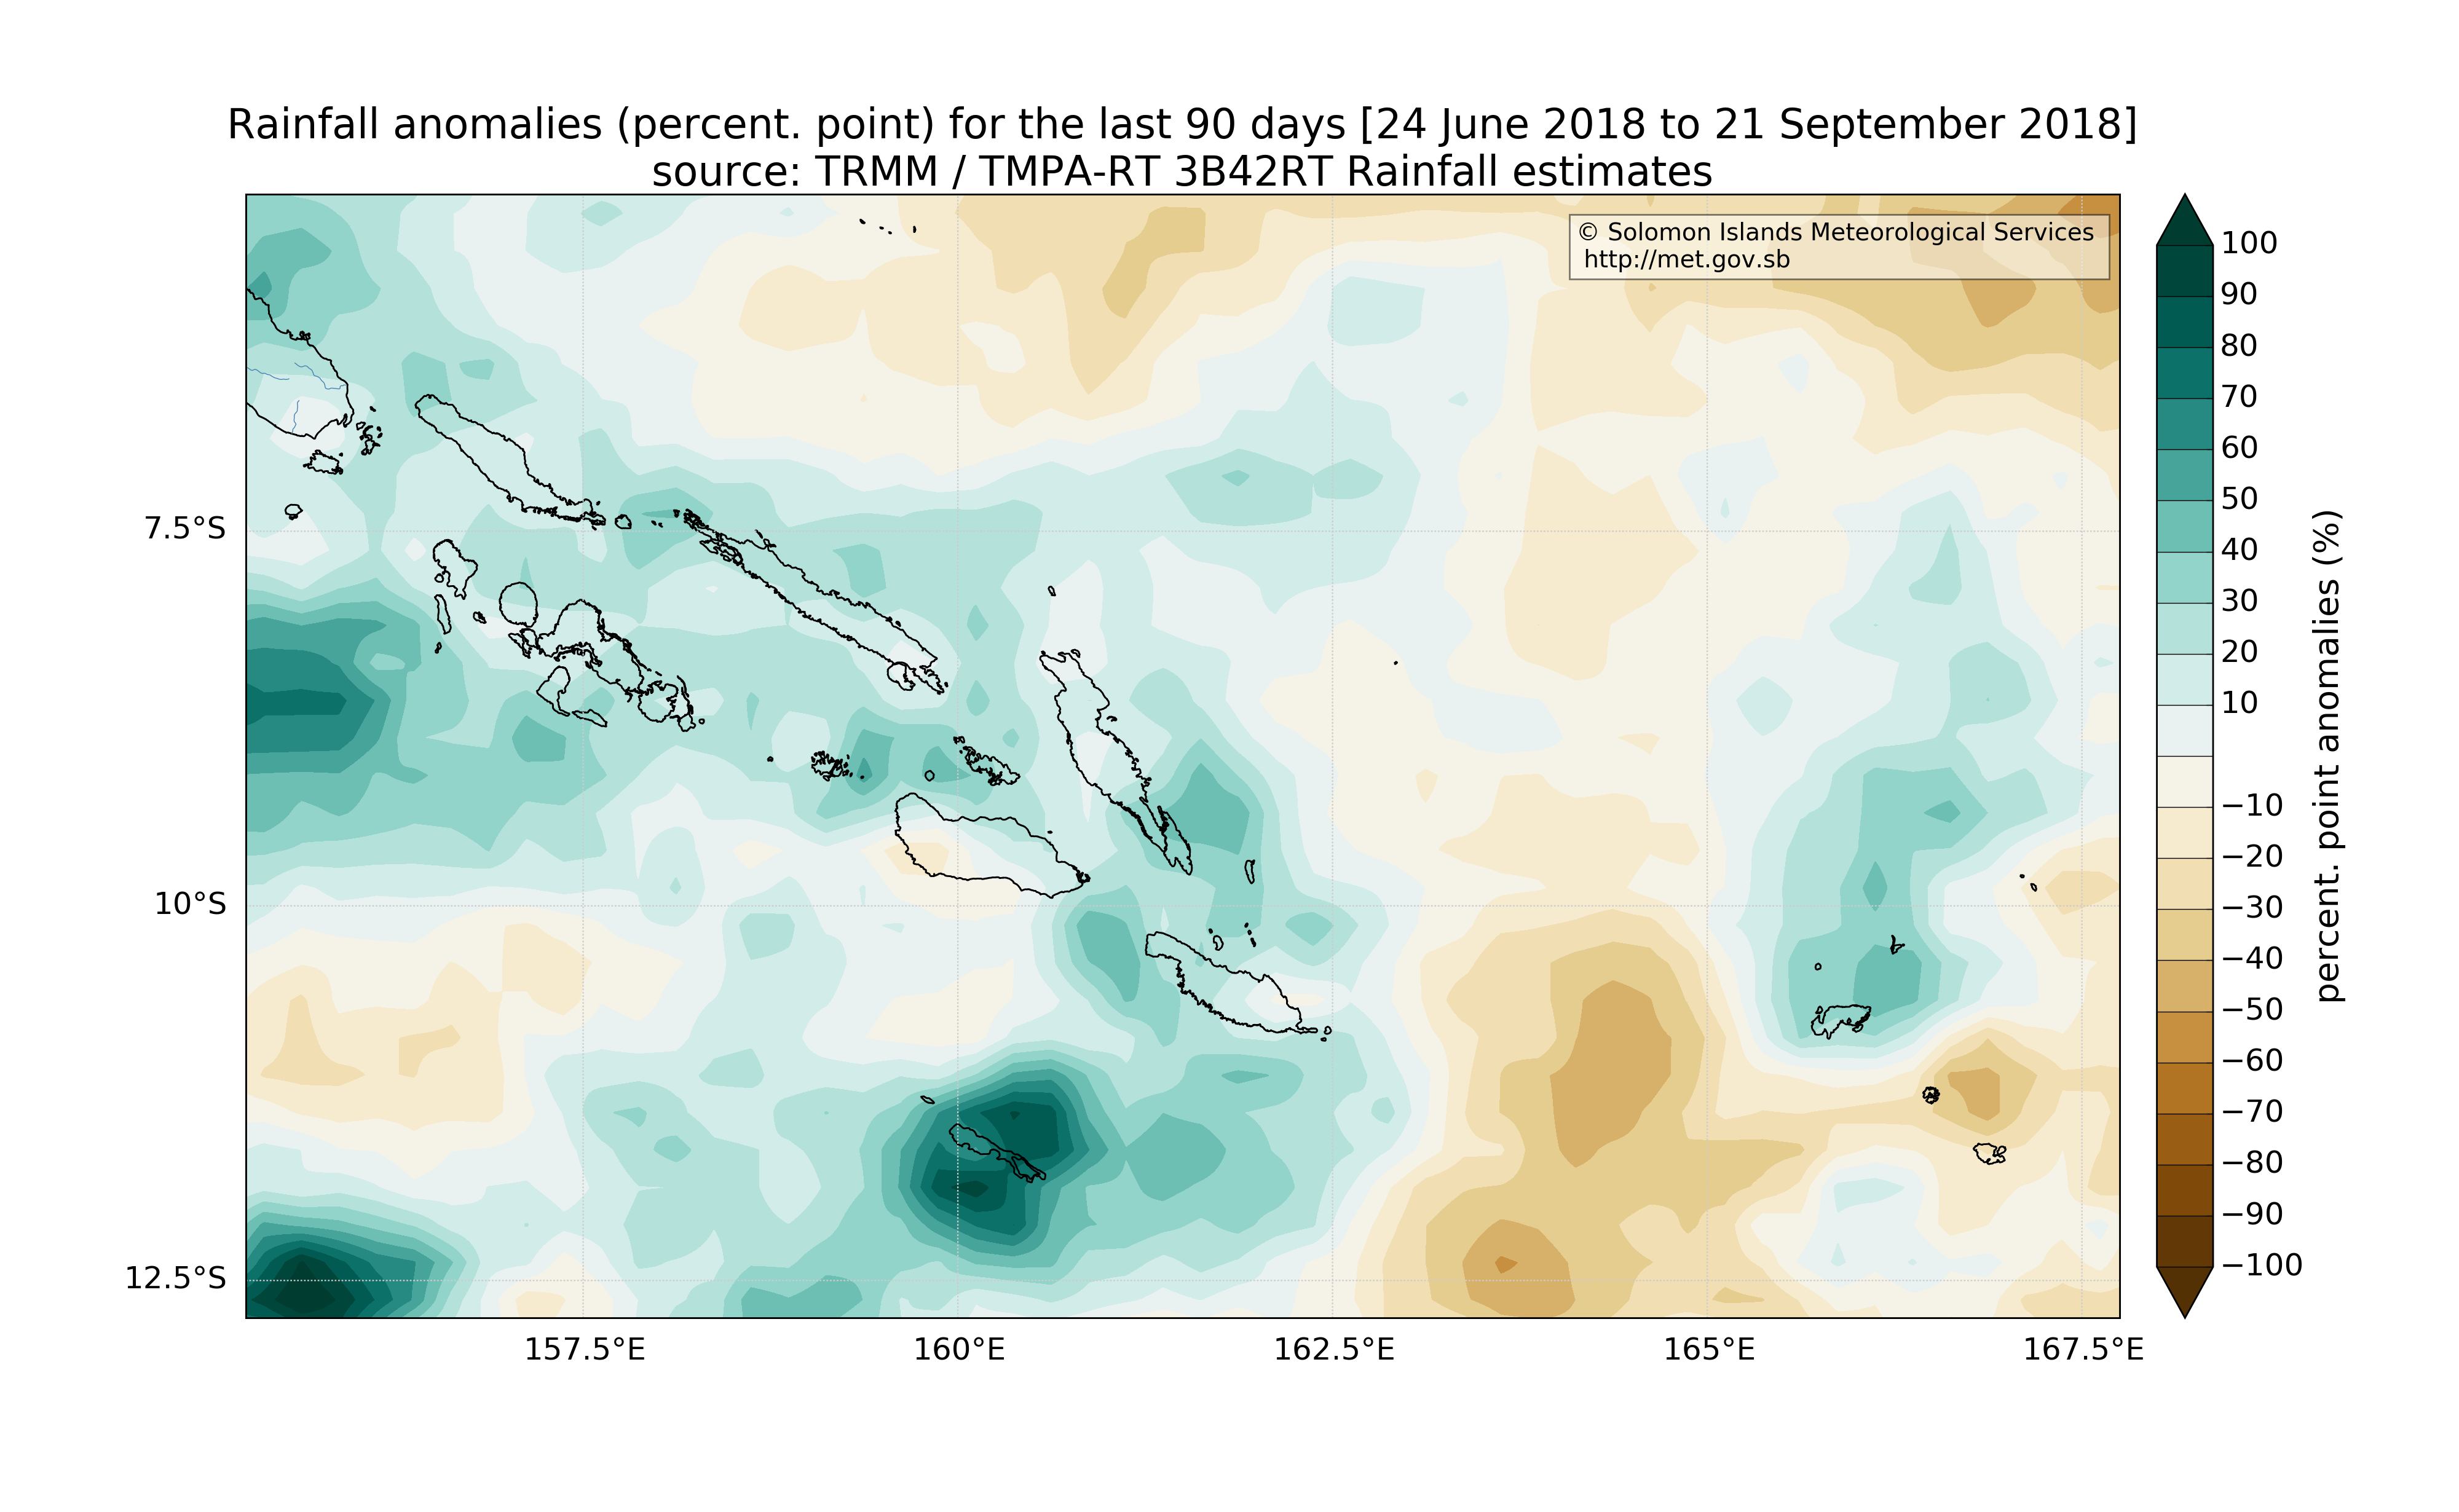 Rainfall anomalies (percent. point) for the last 90 days [24 June 2018 to 21 September 2018]
source: TRMM / TMPA-RT 3B42RT Rainfall estimates
© Solomon Islands Meteorological Services
http://met.gov.sb
7.5°S
10°S
12.5°S
157.5°E
160°E
162.5°E
165°E
167.5°E
100
90
80
70
60
50
40
30
20
10
−10
−20
−30
−40
−50
−60
−70
−80
−90
−100
percent. point anomalies (%)